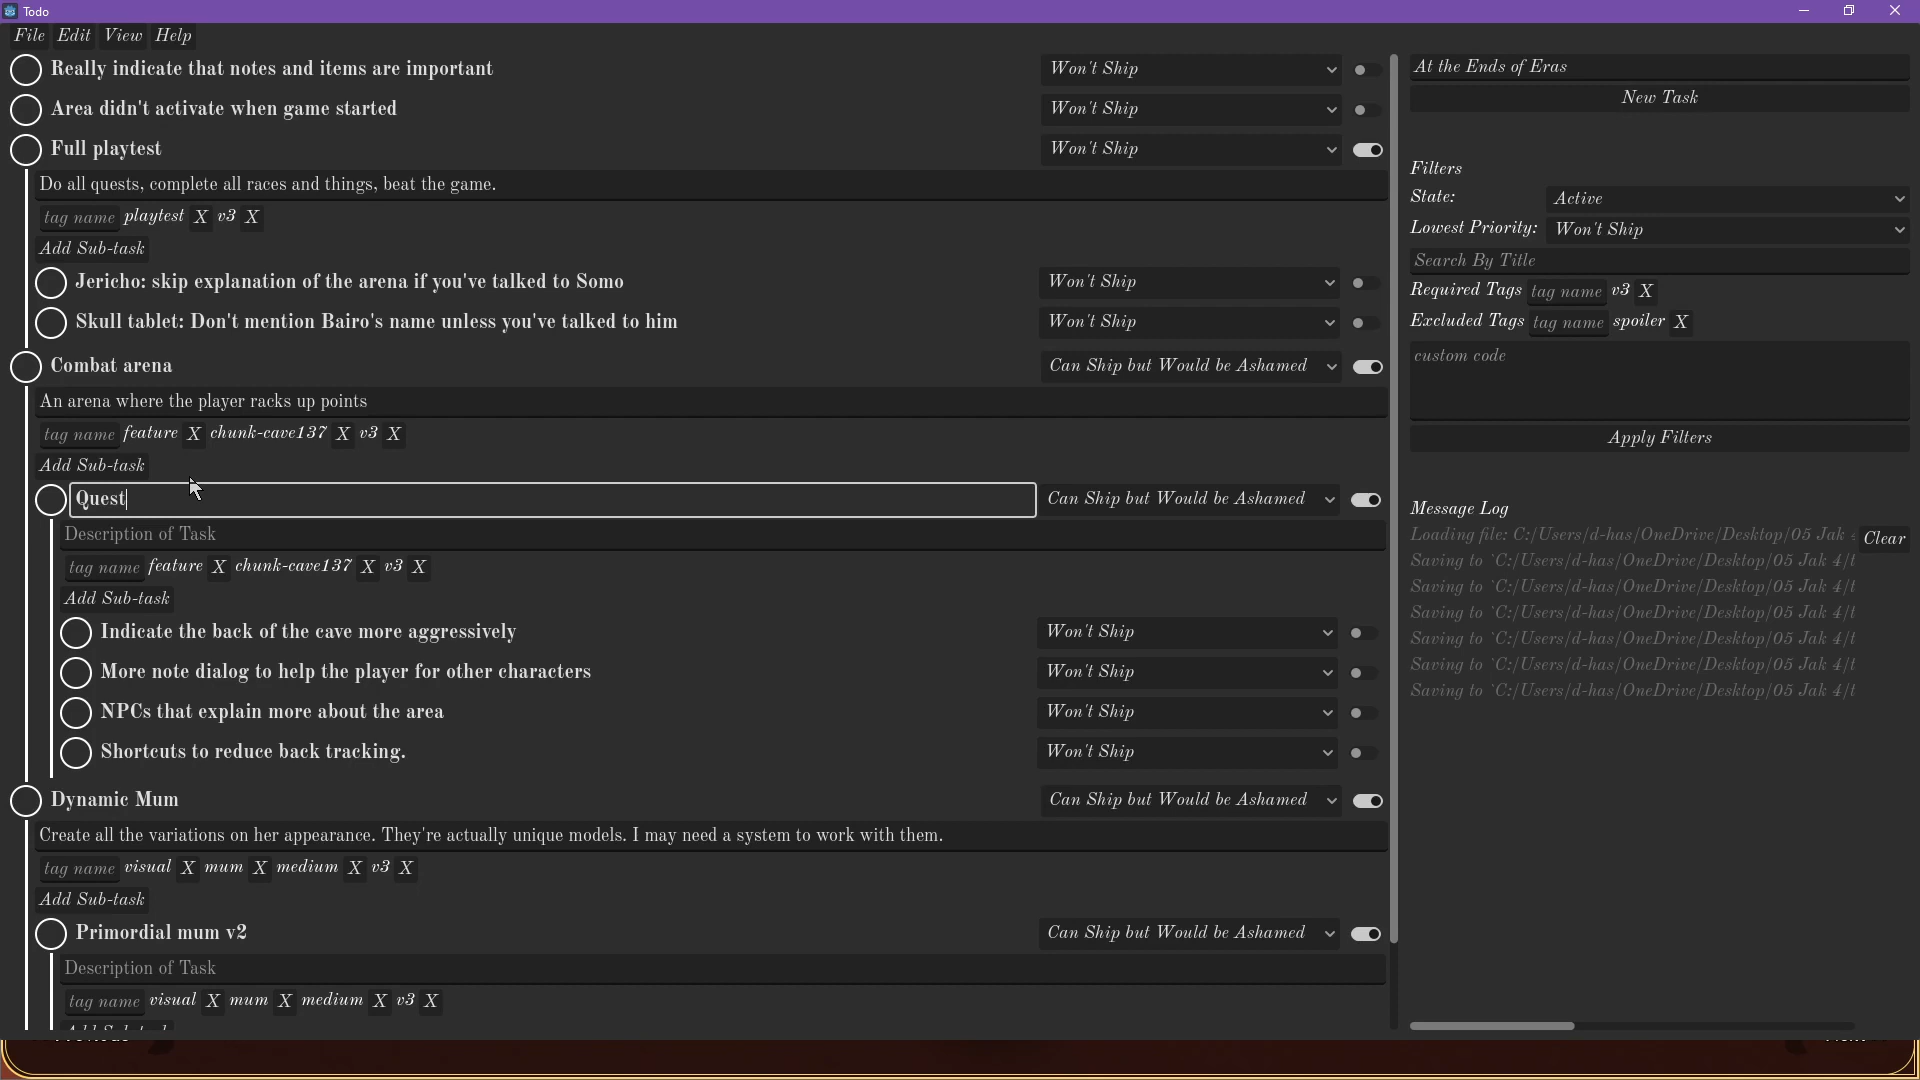 Todo
File Edit View Help
Really indicate that notes and items are important Won't Ship
Area didn't activate when game started Won't Ship
Full playtest Won't Ship
Do all quests, complete all races and things, beat the game.
tag name playtest X v3 X
Add Sub-task
Jericho: skip explanation of the arena if you've talked to Somo Won't Ship
Skull tablet: Don't mention Bairo's name unless you've talked to him Won't Ship
Combat arena Can Ship but Would be Ashamed
An arena where the player racks up points
tag name feature X chunk-cave137 X v3 X
Add Sub-task
Quest Can Ship but Would be Ashamed
Description of Task
tag name feature X chunk-cave137 X v3 X
Add Sub-task
Indicate the back of the cave more aggressively Won't Ship
More note dialog to help the player for other characters Won't Ship
NPCs that explain more about the area Won't Ship
Shortcuts to reduce back tracking. Won't Ship
Dynamic Mum Can Ship but Would be Ashamed
Create all the variations on her appearance. They're actually unique models. I may need a system to work with them.
tag name visual X mum X medium X v3 X
Add Sub-task
Primordial mum v2 Can Ship but Would be Ashamed
Description of Task
tag name visual X mum X medium X v3 X
Add Sub-task
At the Ends of Eras
New Task
Filters
State: Active
Lowest Priority: Won't Ship
Search By Title
Required Tags tag name v3 X
Excluded Tags tag name spoiler X
custom code
Apply Filters
Message Log
Loading file: C:/Users/d-has/OneDrive/Desktop/05 Jak 4 Clear
Saving to `C:/Users/d-has/OneDrive/Desktop/05 Jak 4/t
Saving to `C:/Users/d-has/OneDrive/Desktop/05 Jak 4/t
Saving to `C:/Users/d-has/OneDrive/Desktop/05 Jak 4/t
Saving to `C:/Users/d-has/OneDrive/Desktop/05 Jak 4/t
Saving to `C:/Users/d-has/OneDrive/Desktop/05 Jak 4/t
Saving to `C:/Users/d-has/OneDrive/Desktop/05 Jak 4/t